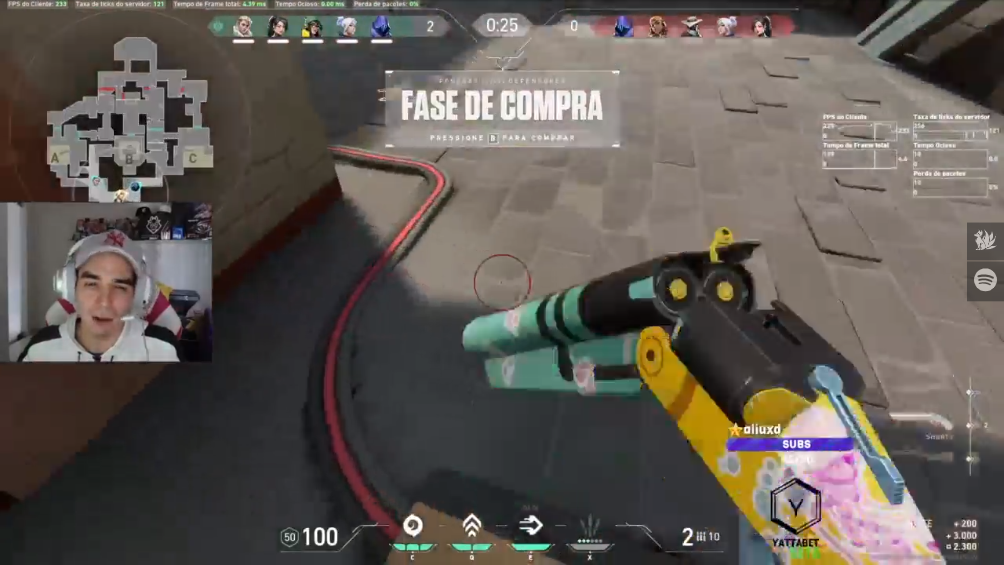 FPS do Cliente: 233 Taxa de ticks do servidor: 121 Tempo de Frame total: 4.39 ms Tempo Ocioso: 0.00 ms Perda de pacotes: 0%
2 0:25 0
FASE DE COMPRA
PRESSIONE B PARA COMPRAR
FPS do Cliente Taxa de ticks do servidor
Tempo de Frame total Tempo Ocioso
Perda de pacotes
A B C
aliuxd
SUBS
SHORTY
50 100
C Q E X
2 10
Y
YATTABET
+ 200
+ 3.000
2.300